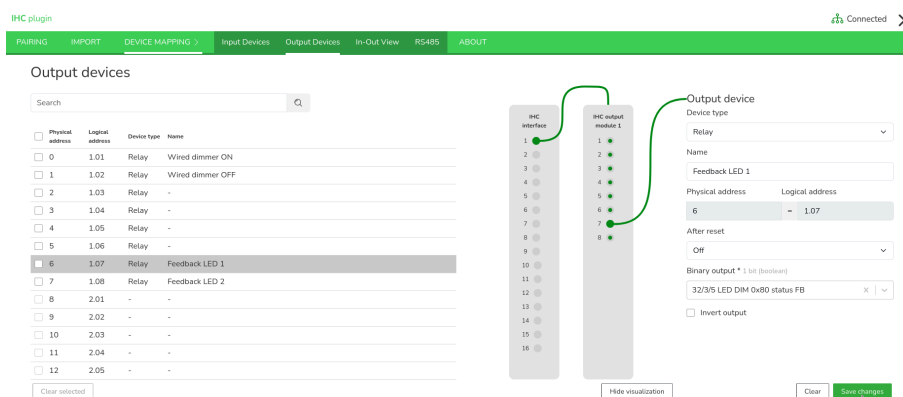 IHC plugin
Connected
PAIRING IMPORT DEVICE MAPPING > Input Devices Output Devices In-Out View RS485 ABOUT
Output devices
Search
Physical address Logical address Device type Name
0 1.01 Relay Wired dimmer ON
1 1.02 Relay Wired dimmer OFF
2 1.03 Relay -
3 1.04 Relay -
4 1.05 Relay -
5 1.06 Relay -
6 1.07 Relay Feedback LED 1
7 1.08 Relay Feedback LED 2
8 2.01 - -
9 2.02 - -
10 2.03 - -
11 2.04 - -
12 2.05 - -
Clear selected
IHC interface
1
2
3
4
5
6
7
8
9
10
11
12
13
14
15
16
IHC output module 1
1
2
3
4
5
6
7
8
Hide visualization
Output device
Device type
Relay
Name
Feedback LED 1
Physical address Logical address
6 = 1.07
After reset
Off
Binary output * 1 bit (boolean)
32/3/5 LED DIM 0x80 status FB
Invert output
Clear Save changes